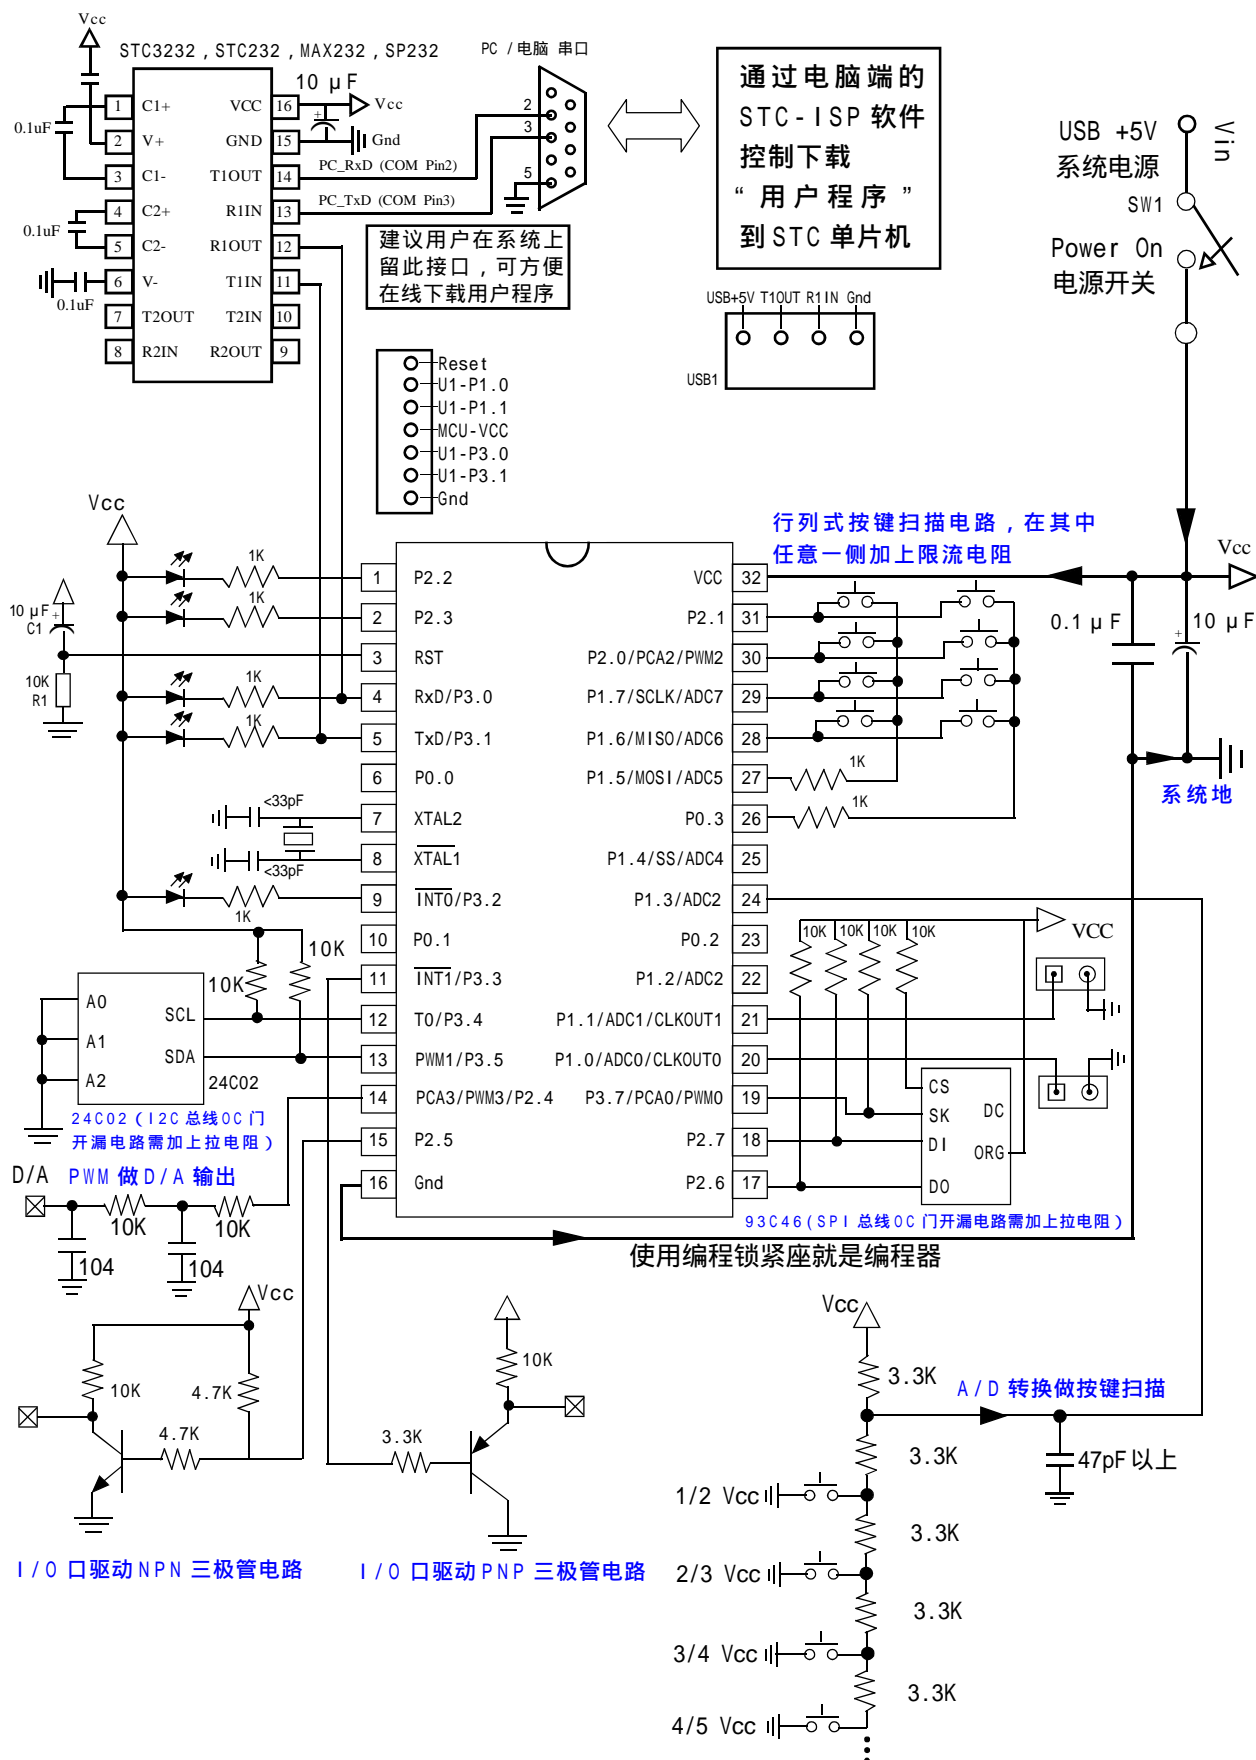 Vcc
STC3232，STC232，MAX232，SP232
PC /电脑 串口
10 μF
Vcc
1 C1+ VCC 16
0.1uF
2 V+ GND 15
Gnd
3 C1- T1OUT 14
PC_RxD (COM Pin2)
4 C2+ R1IN 13
PC_TxD (COM Pin3)
0.1uF
5 C2- R1OUT 12
6 V- T1IN 11
0.1uF
7 T2OUT T2IN 10
8 R2IN R2OUT 9
2
3
5
建议用户在系统上
留此接口，可方便
在线下载用户程序
通过电脑端的
STC-ISP 软件
控制下载
“用户程序”
到STC 单片机
USB +5V
系统电源
Vin
SW1
Power On
电源开关
USB+5V T1OUT R1IN Gnd
USB1
Reset
U1-P1.0
U1-P1.1
MCU-VCC
U1-P3.0
U1-P3.1
Gnd
行列式按键扫描电路，在其中
任意一侧加上限流电阻
Vcc
Vcc
0.1 μF
10 μF
系统地
10 μF
C1
10K
R1
1K
1K
1K
1K
<33pF
<33pF
1K
1 P2.2 VCC 32
2 P2.3 P2.1 31
3 RST P2.0/PCA2/PWM2 30
4 RxD/P3.0 P1.7/SCLK/ADC7 29
5 TxD/P3.1 P1.6/MISO/ADC6 28
6 P0.0 P1.5/MOSI/ADC5 27
7 XTAL2 P0.3 26
8 XTAL1 P1.4/SS/ADC4 25
9 INT0/P3.2 P1.3/ADC2 24
10 P0.1 P0.2 23
11 INT1/P3.3 P1.2/ADC2 22
12 T0/P3.4 P1.1/ADC1/CLKOUT1 21
13 PWM1/P3.5 P1.0/ADC0/CLKOUT0 20
14 PCA3/PWM3/P2.4 P3.7/PCA0/PWM0 19
15 P2.5 P2.7 18
16 Gnd P2.6 17
1K
1K
10K 10K 10K 10K
VCC
10K
10K
A0
A1
A2
SCL
SDA
24C02
24C02（I2C 总线OC 门
开漏电路需加上拉电阻）
CS
SK
DI
DO
DC
ORG
93C46(SPI 总线OC 门开漏电路需加上拉电阻）
D/A PWM 做D/A 输出
10K 10K
104 104
使用编程锁紧座就是编程器
Vcc
10K
4.7K
4.7K
I/O 口驱动NPN 三极管电路
10K
3.3K
I/O 口驱动PNP 三极管电路
Vcc
3.3K
A/D 转换做按键扫描
3.3K
47pF 以上
1/2 Vcc
3.3K
2/3 Vcc
3.3K
3/4 Vcc
3.3K
4/5 Vcc